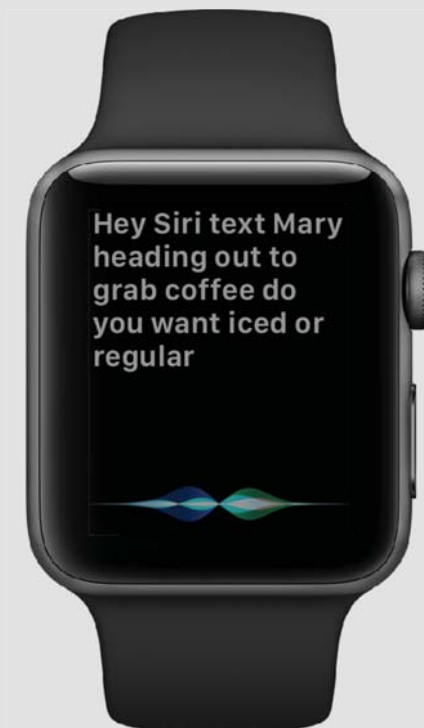 Hey Siri text Mary
heading out to
grab coffee do
you want iced or
regular